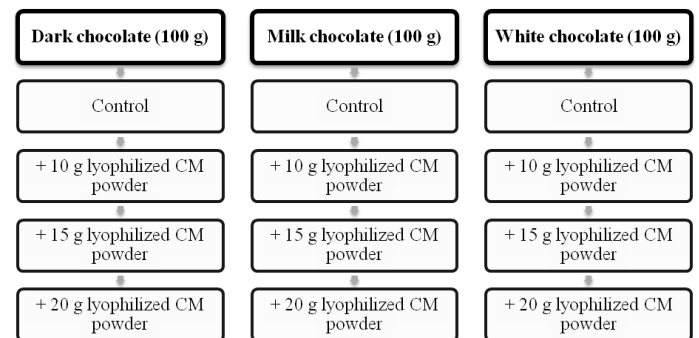 Dark chocolate (100 g)
Control
+ 10 g lyophilized CM
powder
+ 15 g lyophilized CM
powder
+ 20 g lyophilized CM
powder
Milk chocolate (100 g)
Control
+ 10 g lyophilized CM
powder
+ 15 g lyophilized CM
powder
+ 20 g lyophilized CM
powder
White chocolate (100 g)
Control
+ 10 g lyophilized CM
powder
+ 15 g lyophilized CM
powder
+ 20 g lyophilized CM
powder